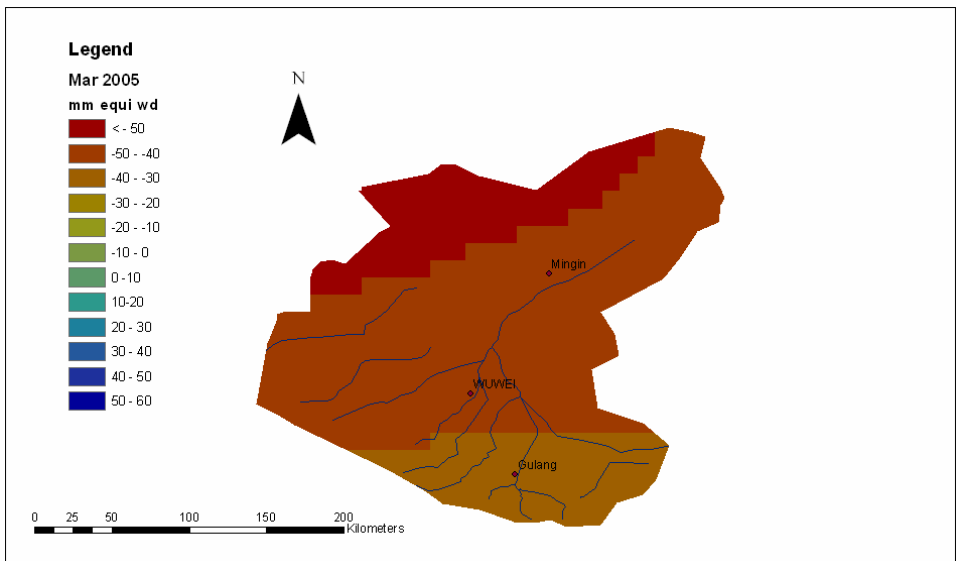 Legend
Mar 2005
mm equi wd
< - 50
-50 - -40
-40 - -30
-30 - -20
-20 - -10
-10 - 0
0 -10
10-20
20 - 30
30 - 40
40 - 50
50 - 60
N
Mingin
WUWEI
Gulang
0 25 50 100 150 200
Kilometers